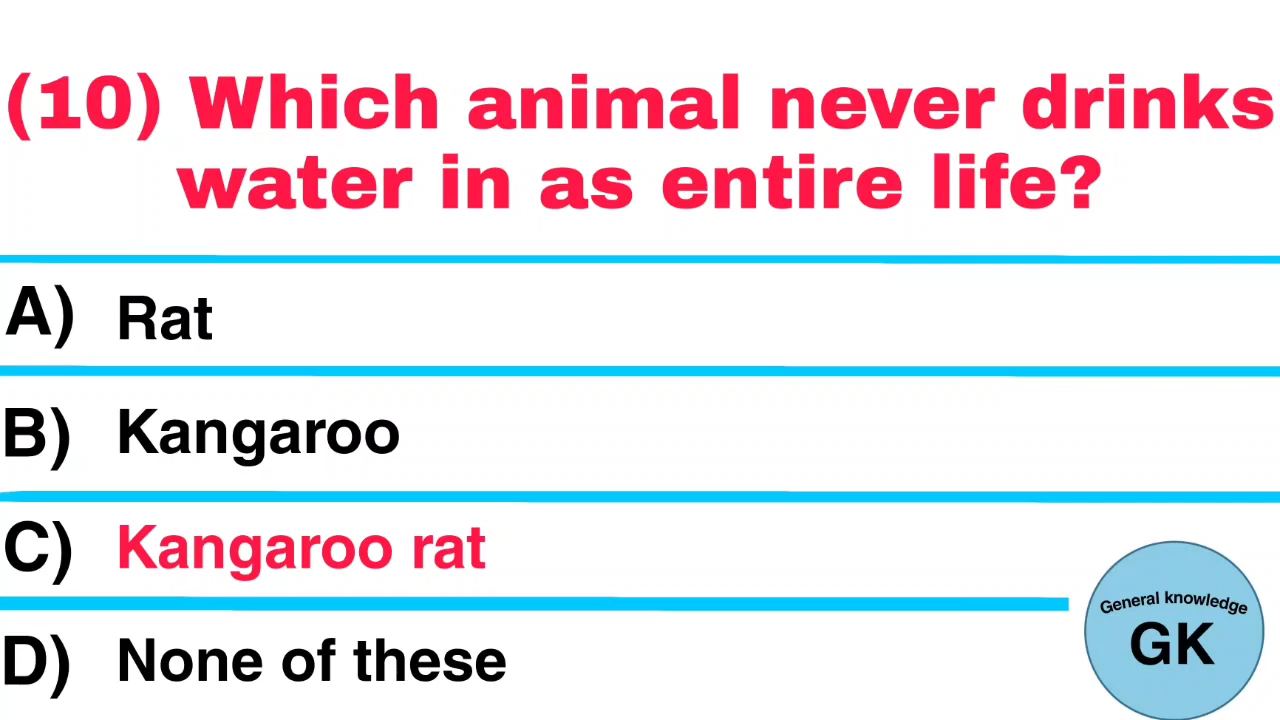 (10) Which animal never drinks
water in as entire life?
A) Rat
B) Kangaroo
C) Kangaroo rat
D) None of these
General knowledge
GK